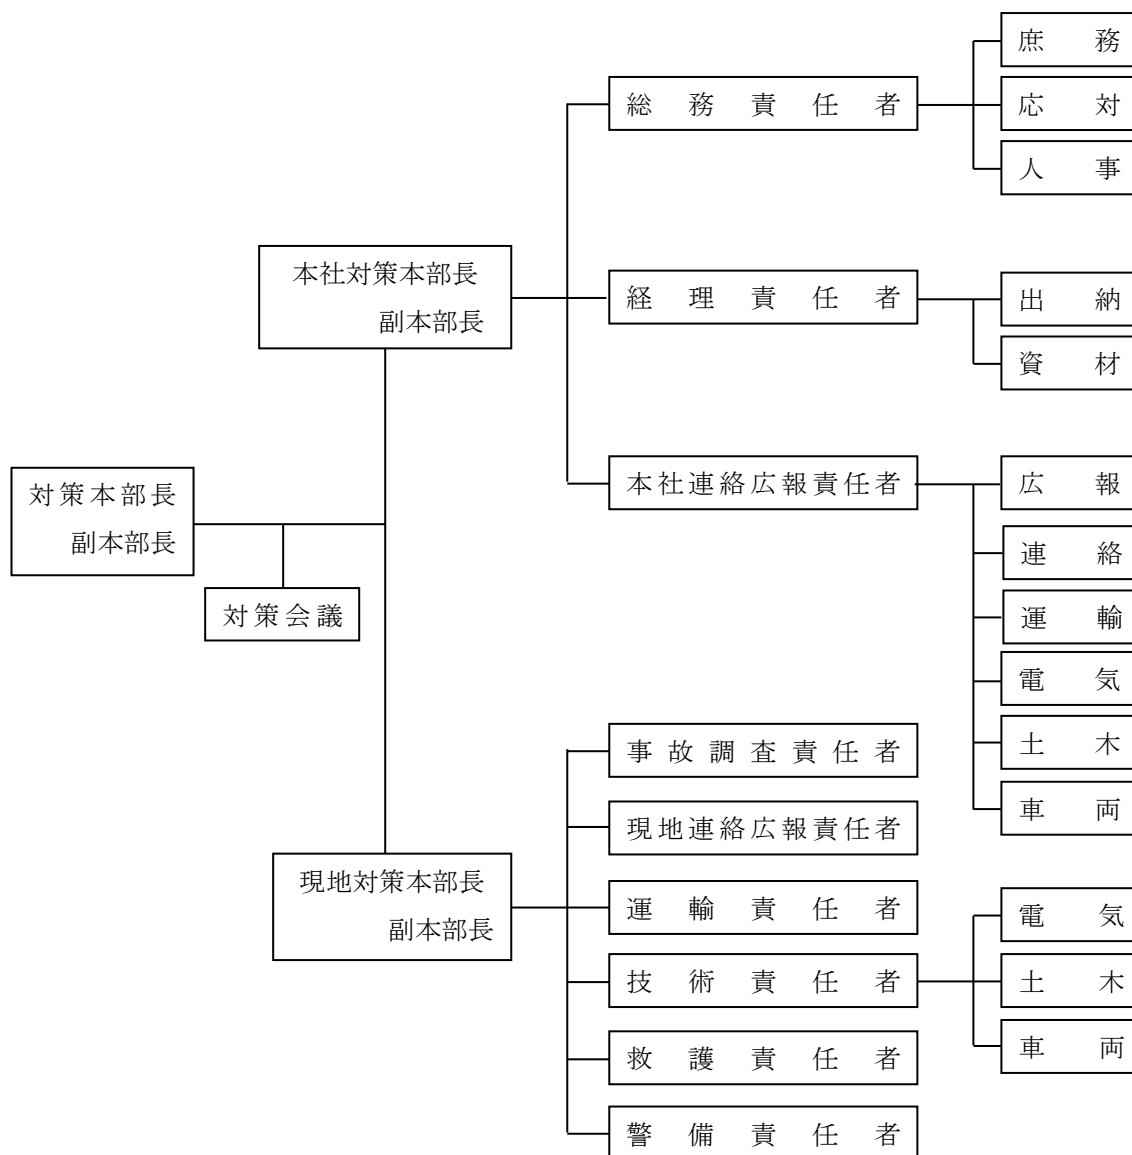 対策本部長
副本部長
対策会議
本社対策本部長
副本部長
総務責任者
庶務
応対
人事
経理責任者
出納
資材
本社連絡広報責任者
広報
連絡
運輸
電気
土木
車両
現地対策本部長
副本部長
事故調査責任者
現地連絡広報責任者
運輸責任者
技術責任者
電気
土木
車両
救護責任者
警備責任者